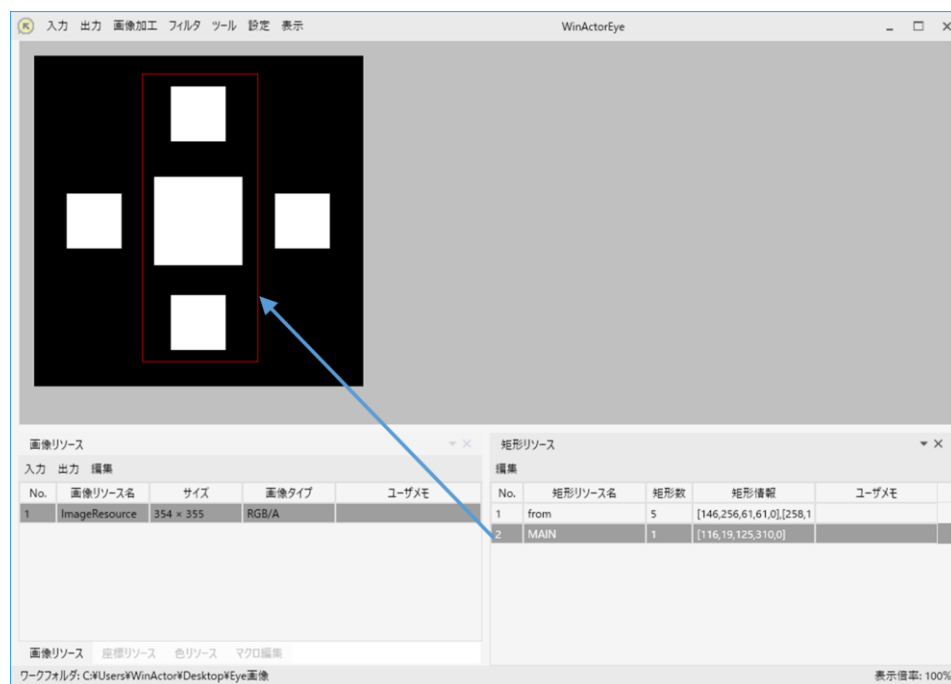 入力 出力 画像加工 フィルタ ツール 設定 表示 WinActorEye
画像リソース
入力 出力 編集
No. 画像リソース名 サイズ 画像タイプ ユーザメモ
1 ImageResource 354 × 355 RGB/A
画像リソース 座標リソース 色リソース マクロ編集
矩形リソース
編集
No. 矩形リソース名 矩形数 矩形情報 ユーザメモ
1 from 5 [146,256,61,61,0],[258,1
2 MAIN 1 [116,19,125,310,0]
ワークフォルダ: C:¥Users¥WinActor¥Desktop¥Eye画像 表示倍率: 100%